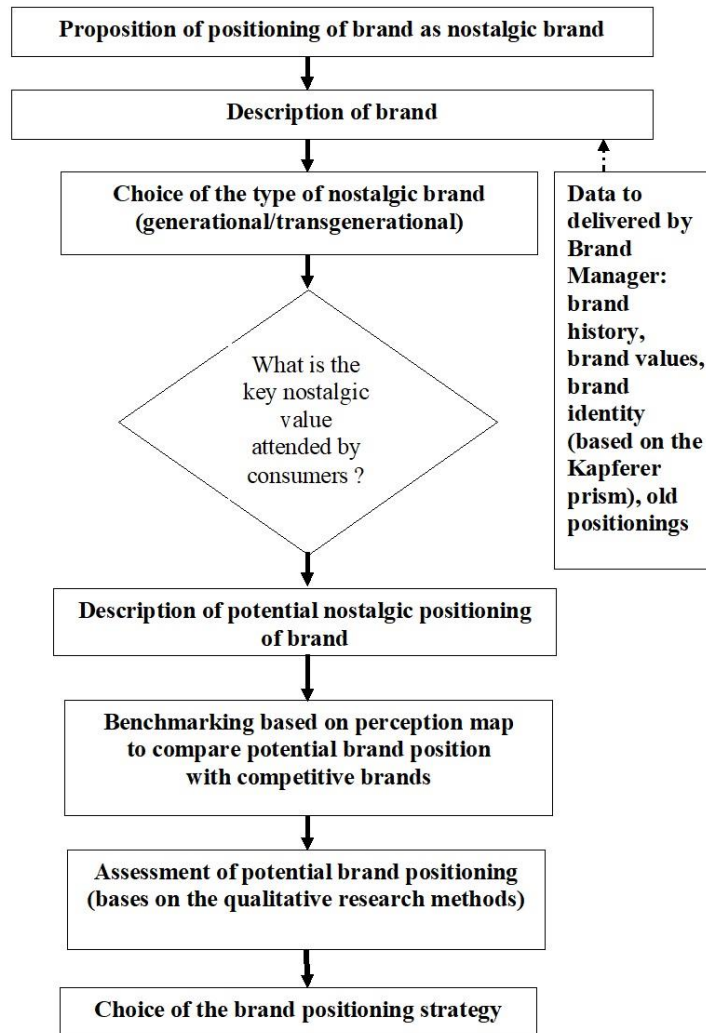 Proposition of positioning of brand as nostalgic brand
Description of brand
Choice of the type of nostalgic brand
(generational/transgenerational)
Data to
delivered by
Brand
Manager:
brand
history,
brand values,
brand
identity
(based on the
Kapferer
prism), old
positionings
What is the
key nostalgic
value
attended by
consumers ?
Description of potential nostalgic positioning
of brand
Benchmarking based on perception map
to compare potential brand position
with competitive brands
Assessment of potential brand positioning
(bases on the qualitative research methods)
Choice of the brand positioning strategy